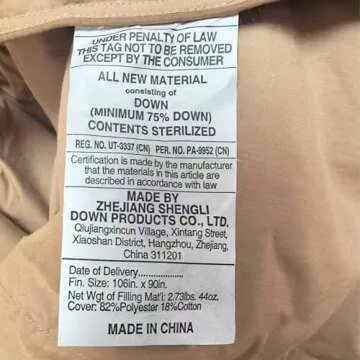 UNDER PENALTY OF LAW
THIS TAG NOT TO BE REMOVED
EXCEPT BY THE CONSUMER
ALL NEW MATERIAL
consisting of
DOWN
(MINIMUM 75% DOWN)
CONTENTS STERILIZED
REG. NO. UT-3337 (CN) PER. NO. PA-9952 (CN)
Certification is made by the manufacturer
that the materials in this article are
described in accordance with law
MADE BY
ZHEJIANG SHENGLI
DOWN PRODUCTS CO., LTD.
Qiujiangxincun Village, Xintang Street,
Xiaoshan District, Hangzhou, Zhejiang,
China 311201
Date of Delivery..................
Fin. Size: 106in. x 90in.
Net Wgt of Filling Mat'l: 2.73lbs. 44oz.
Cover: 82%Polyester 18%Cotton
MADE IN CHINA